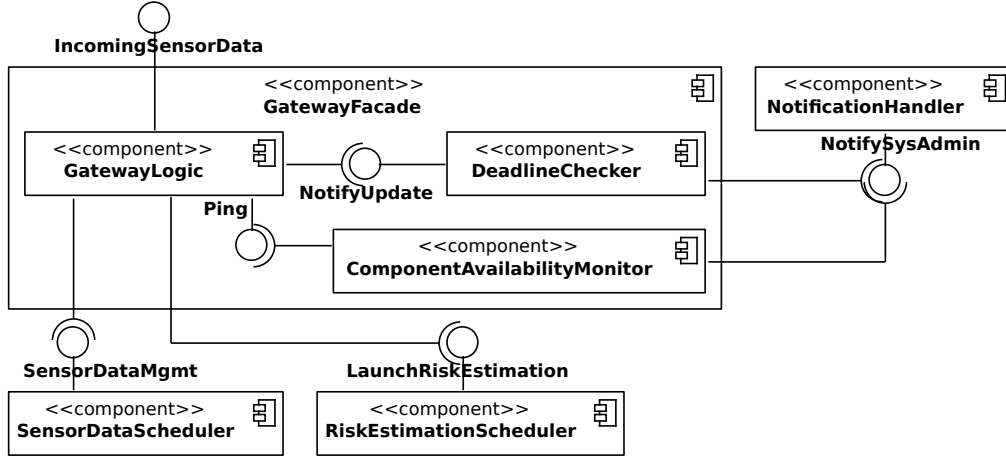 IncomingSensorData
<<component>>
GatewayFacade
<<component>>
NotificationHandler
<<component>>
GatewayLogic
NotifyUpdate
<<component>>
DeadlineChecker
NotifySysAdmin
Ping
<<component>>
ComponentAvailabilityMonitor
SensorDataMgmt
LaunchRiskEstimation
<<component>>
SensorDataScheduler
<<component>>
RiskEstimationScheduler